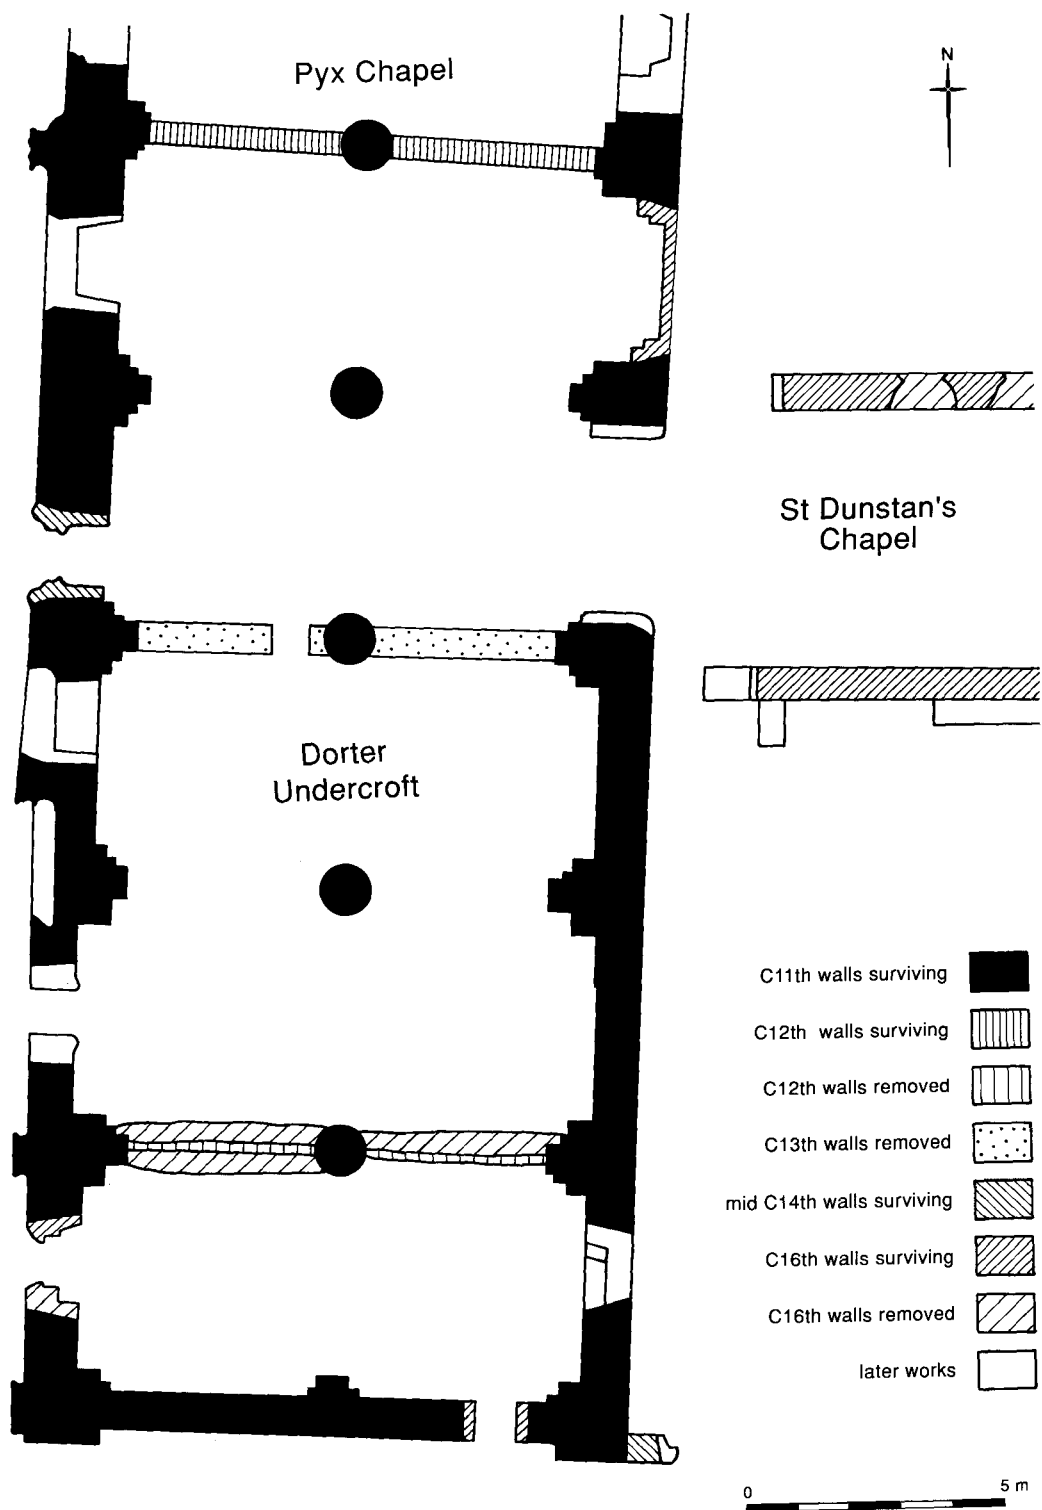 Pyx Chapel
N
St Dunstan's
Chapel
Dorter
Undercroft
C11th walls surviving
C12th walls surviving
C12th walls removed
C13th walls removed
mid C14th walls surviving
C16th walls surviving
C16th walls removed
later works
0 5 m